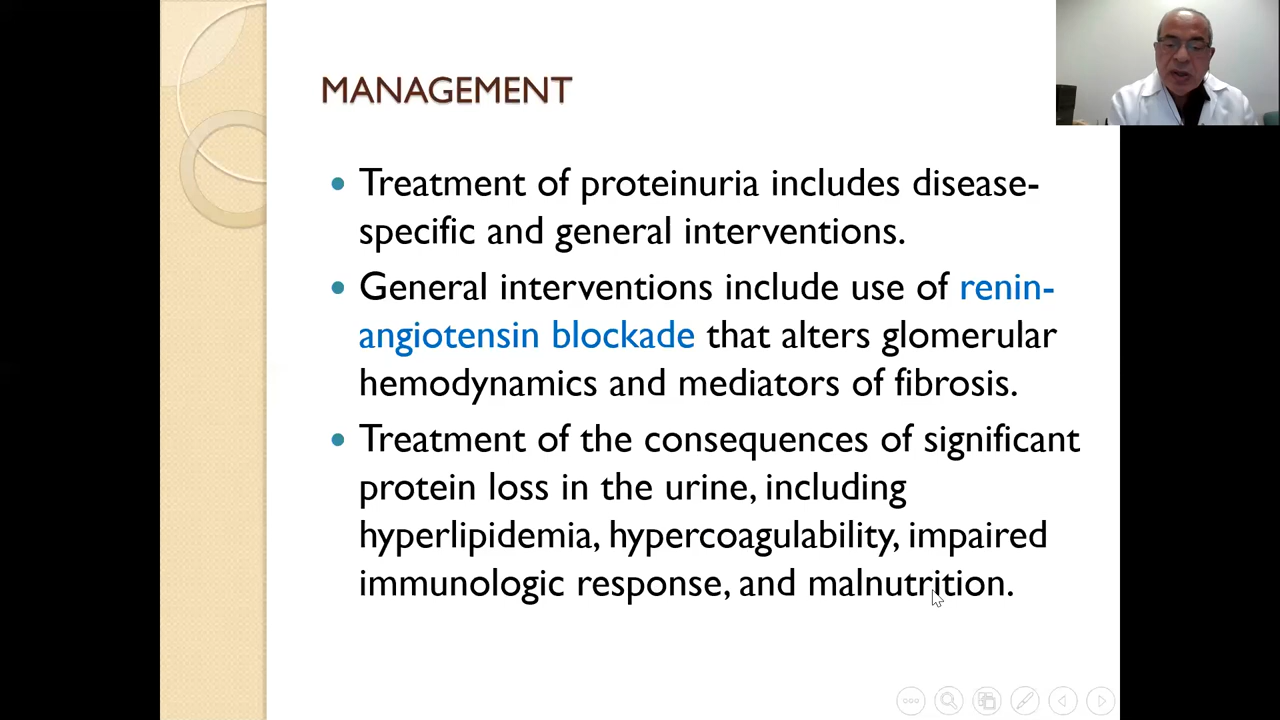 MANAGEMENT
• Treatment of proteinuria includes disease-
specific and general interventions.
• General interventions include use of renin-
angiotensin blockade that alters glomerular
hemodynamics and mediators of fibrosis.
• Treatment of the consequences of significant
protein loss in the urine, including
hyperlipidemia, hypercoagulability, impaired
immunologic response, and malnutrition.